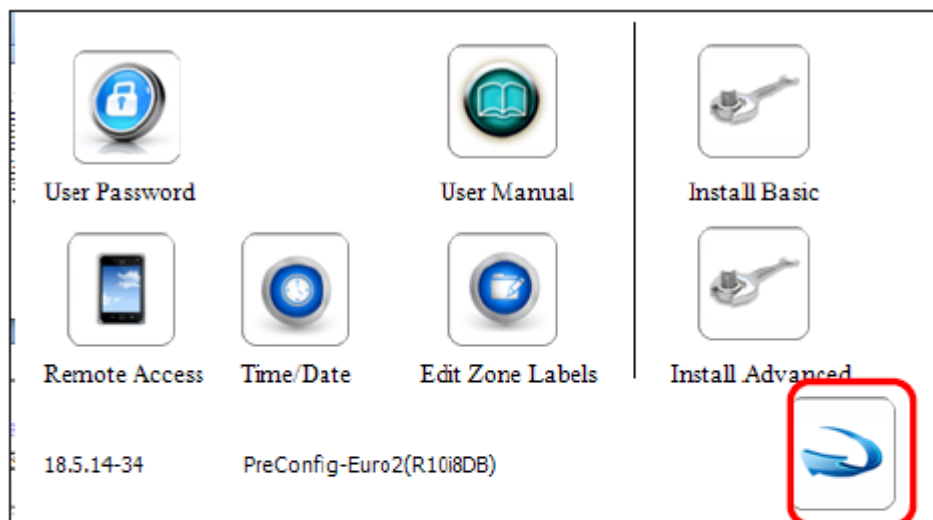 User Password
User Manual
Install Basic
Remote Access
Time/Date
Edit Zone Labels
Install Advanced
18.5.14-34
PreConfig-Euro2(R10i8DB)